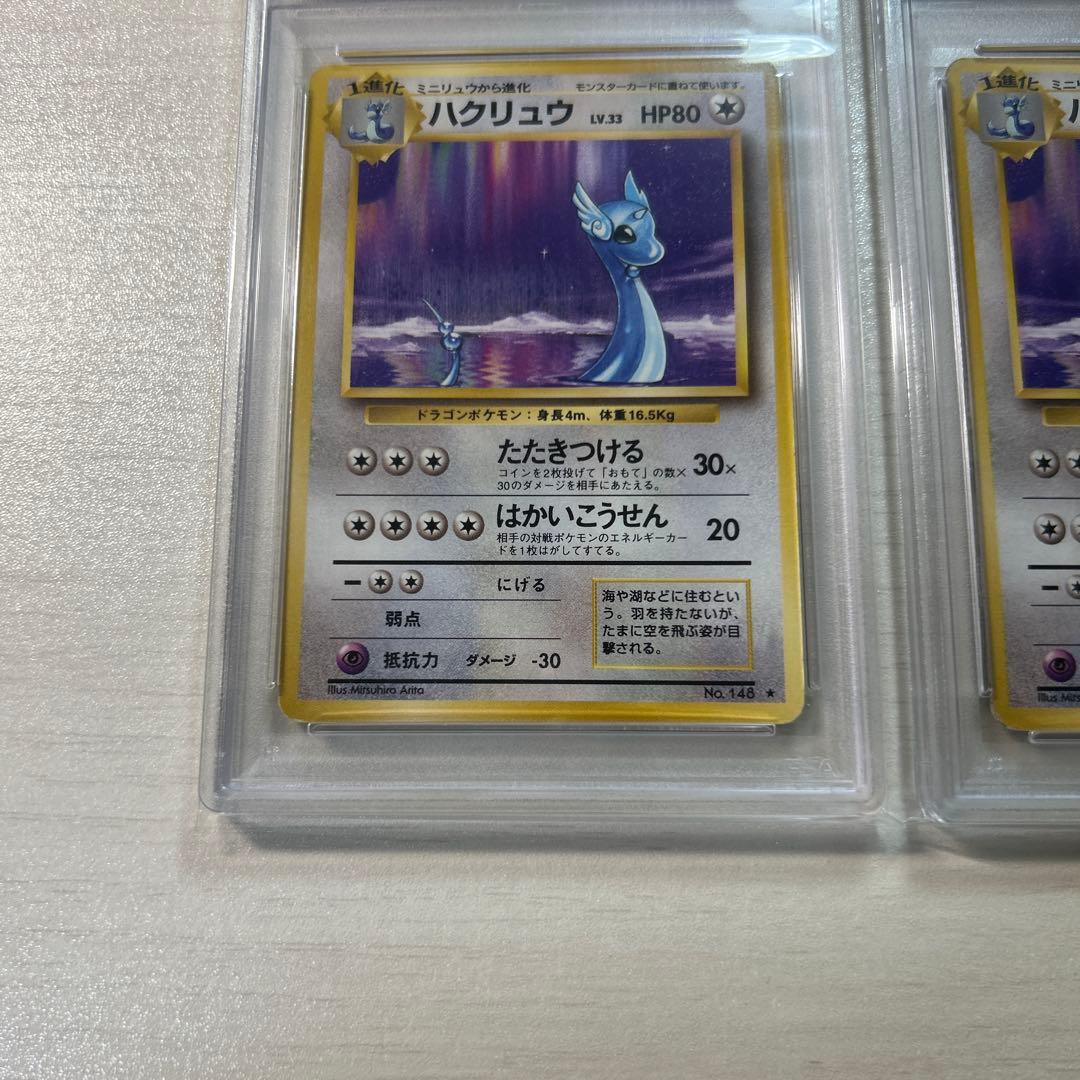 1進化 ミニリュウから進化 モンスターカードに重ねて使います。
ハクリュウ LV.33 HP80
ドラゴンポケモン:身長4m、体重16.5Kg
たたきつける 30×
コインを2枚投げて「おもて」の数×
30のダメージを相手にあたえる。
はかいこうせん 20
相手の対戦ポケモンのエネルギーカー
ドを1枚はがしてすてる。
にげる
弱点
抵抗力 ダメージ -30
海や湖などに住むとい
う。羽を持たないが、
たまに空を飛ぶ姿が目
撃される。
Illus.Mitsuhiro Arita No. 148 ★
1進化 ミニ
ハ
Illus.M